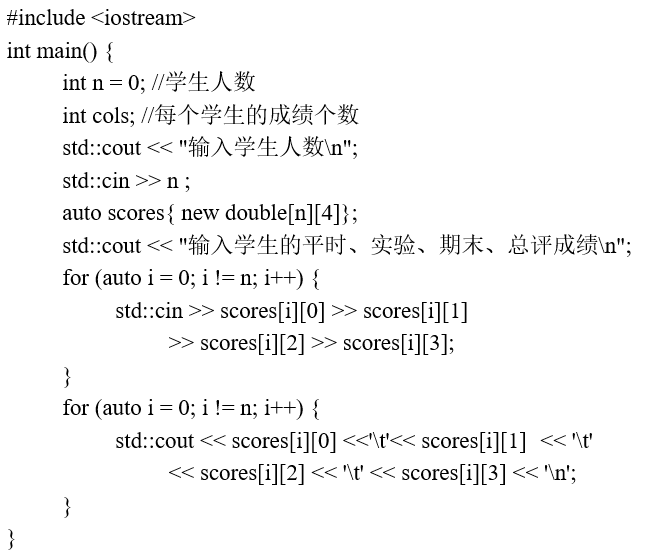 #include <iostream>
int main() {
int n = 0; //学生人数
int cols; //每个学生的成绩个数
std::cout << "输入学生人数\n";
std::cin >> n ;
auto scores{ new double[n][4]};
std::cout << "输入学生的平时、实验、期末、总评成绩\n";
for (auto i = 0; i != n; i++) {
std::cin >> scores[i][0] >> scores[i][1]
>> scores[i][2] >> scores[i][3];
}
for (auto i = 0; i != n; i++) {
std::cout << scores[i][0] <<'\t'<< scores[i][1]  << '\t'
<< scores[i][2] << '\t' << scores[i][3] << '\n';
}
}